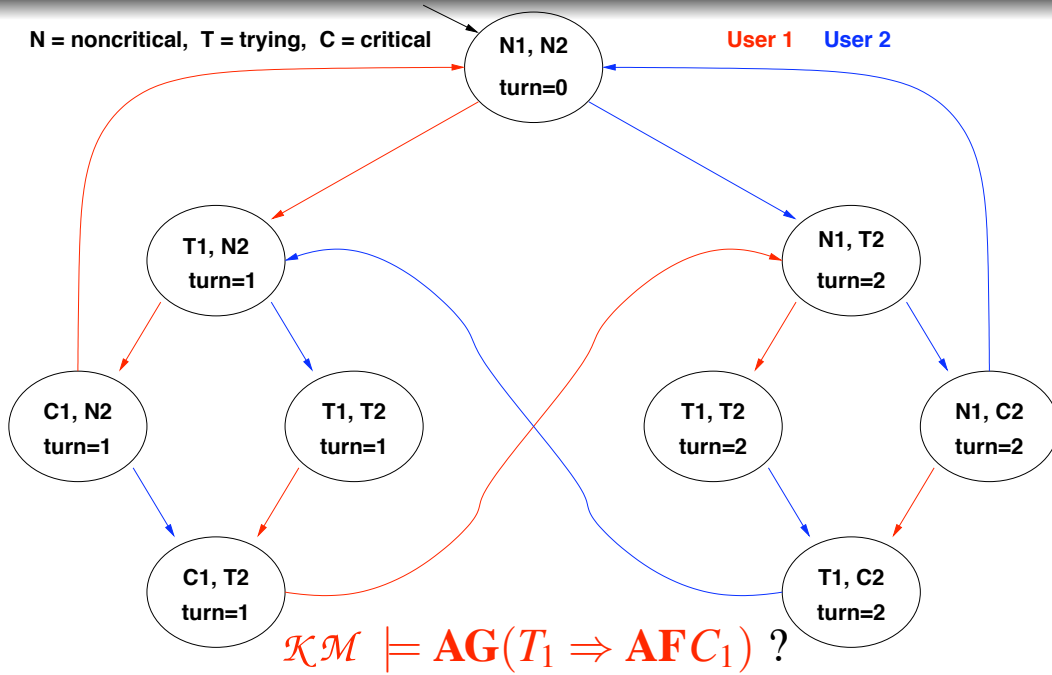 N = noncritical, T = trying, C = critical
User 1 User 2
N1, N2
turn=0
T1, N2
turn=1
N1, T2
turn=2
C1, N2
turn=1
T1, T2
turn=1
T1, T2
turn=2
N1, C2
turn=2
C1, T2
turn=1
T1, C2
turn=2
𝒦ℳ ⊨ AG(T₁ ⇒ AFC₁) ?